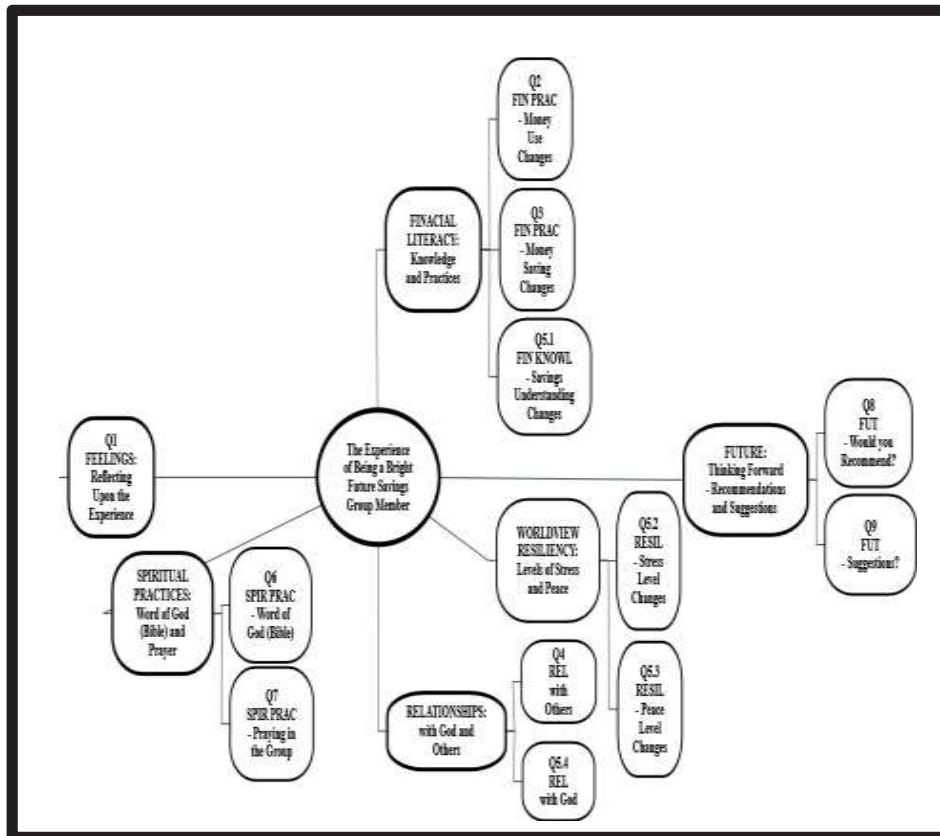 Q2
FIN PRAC
- Money
Use
Changes
FINACIAL
LITERACY:
Knowledge
and Practices
Q3
FIN PRAC
- Money
Saving
Changes
Q5.1
FIN KNOWL
- Savings
Understanding
Changes
Q1
FEELINGS:
Reflecting
Upon the
Experience
The Experience
of Being a Bright
Future Savings
Group Member
FUTURE:
Thinking Forward
- Recommendations
and Suggestions
Q8
FUT
- Would you
Recommend?
Q9
FUT
- Suggestions?
WORLDVIEW
RESILIENCY:
Levels of Stress
and Peace
Q5.2
RESIL
- Stress
Level
Changes
Q5.3
RESIL
- Peace
Level
Changes
SPIRITUAL
PRACTICES:
Word of God
(Bible) and
Prayer
Q6
SPIR PRAC
- Word of
God (Bible)
Q7
SPIR PRAC
- Praying in
the Group
RELATIONSHIPS:
with God and
Others
Q4
REL
with
Others
Q5.4
REL
with God